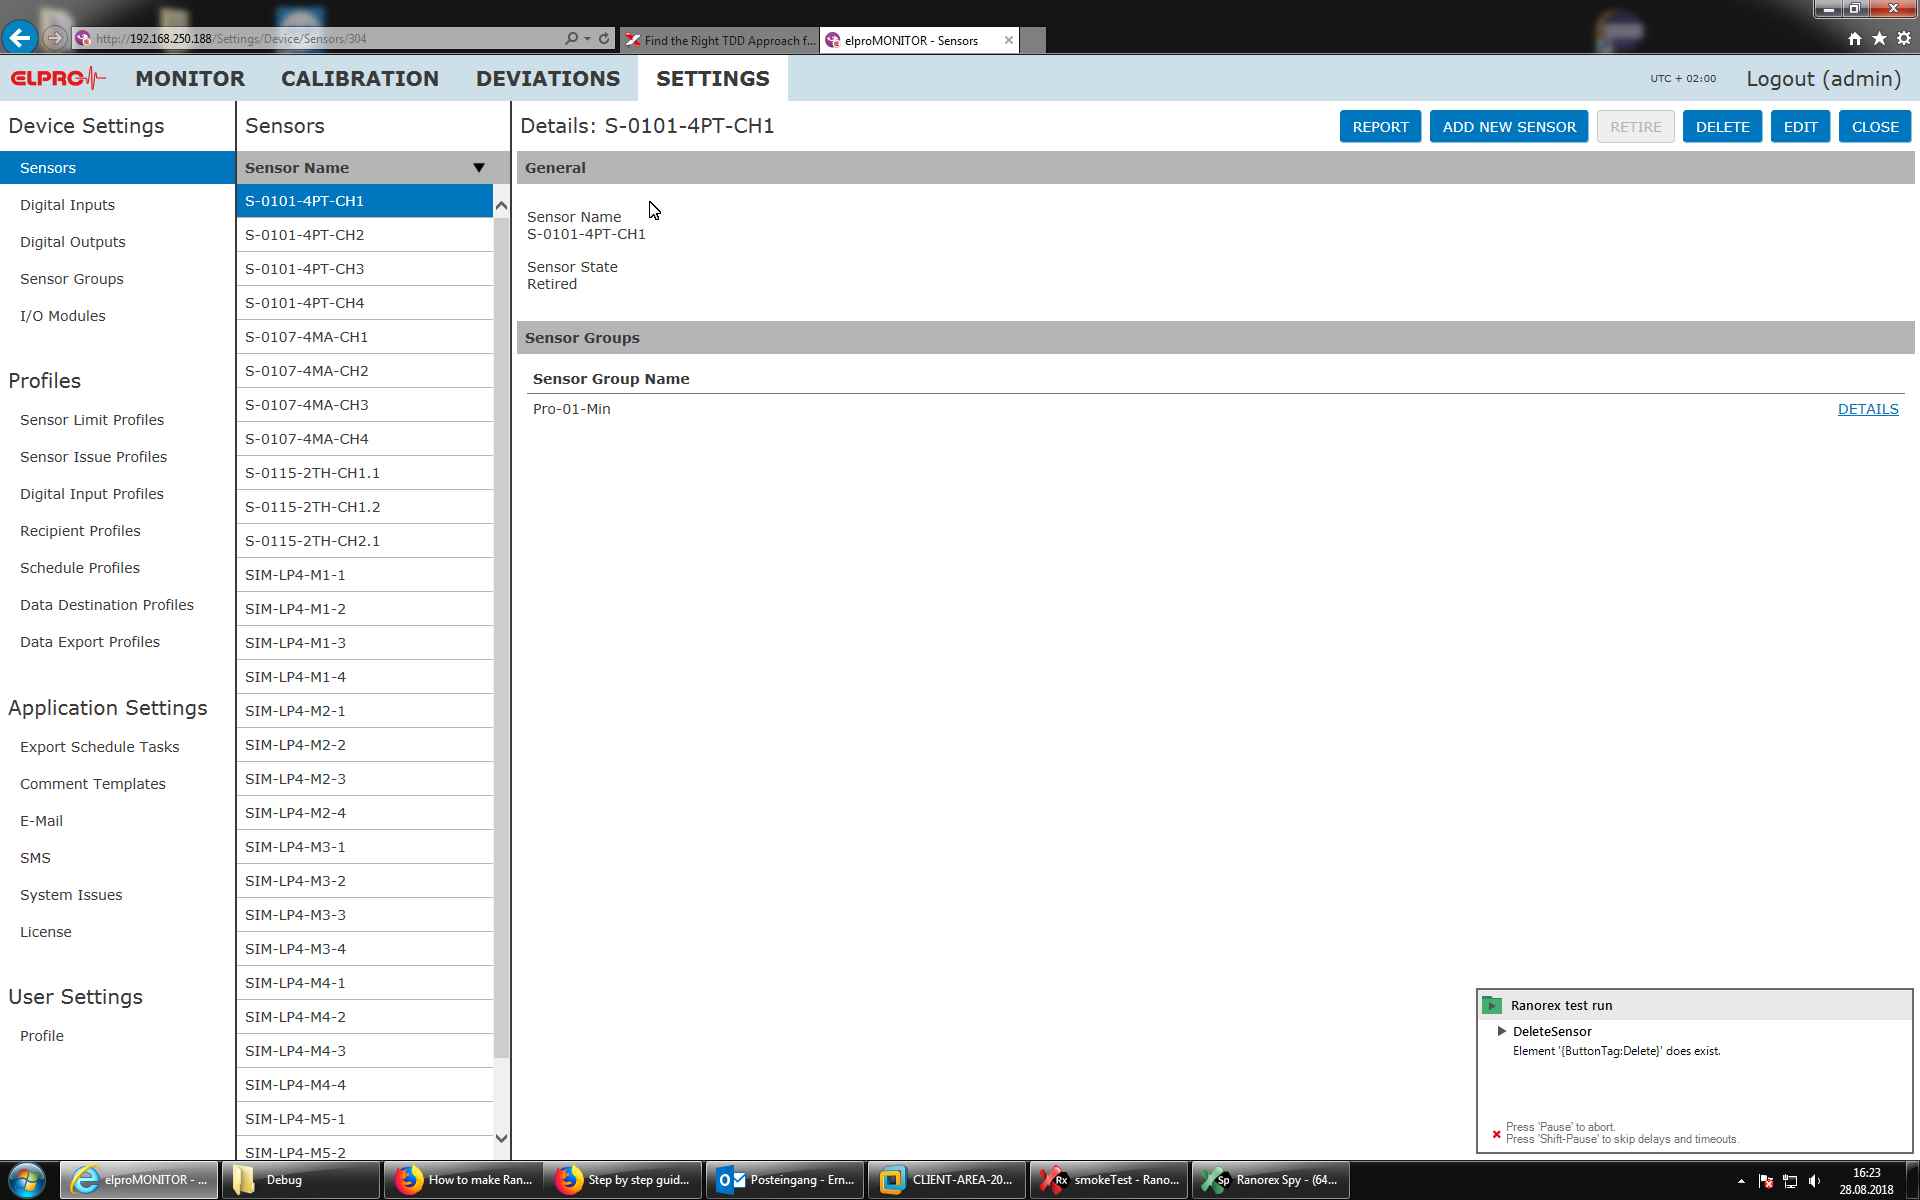 http://192.168.250.188/Settings/Device/Sensors/304
Find the Right TDD Approach f...
elproMONITOR - Sensors
ELPRO
MONITOR
CALIBRATION
DEVIATIONS
SETTINGS
UTC + 02:00
Logout (admin)
Device Settings
Sensors
Digital Inputs
Digital Outputs
Sensor Groups
I/O Modules
Profiles
Sensor Limit Profiles
Sensor Issue Profiles
Digital Input Profiles
Recipient Profiles
Schedule Profiles
Data Destination Profiles
Data Export Profiles
Application Settings
Export Schedule Tasks
Comment Templates
E-Mail
SMS
System Issues
License
User Settings
Profile
Sensors
Sensor Name
S-0101-4PT-CH1
S-0101-4PT-CH2
S-0101-4PT-CH3
S-0101-4PT-CH4
S-0107-4MA-CH1
S-0107-4MA-CH2
S-0107-4MA-CH3
S-0107-4MA-CH4
S-0115-2TH-CH1.1
S-0115-2TH-CH1.2
S-0115-2TH-CH2.1
SIM-LP4-M1-1
SIM-LP4-M1-2
SIM-LP4-M1-3
SIM-LP4-M1-4
SIM-LP4-M2-1
SIM-LP4-M2-2
SIM-LP4-M2-3
SIM-LP4-M2-4
SIM-LP4-M3-1
SIM-LP4-M3-2
SIM-LP4-M3-3
SIM-LP4-M3-4
SIM-LP4-M4-1
SIM-LP4-M4-2
SIM-LP4-M4-3
SIM-LP4-M4-4
SIM-LP4-M5-1
SIM-LP4-M5-2
Details: S-0101-4PT-CH1
REPORT
ADD NEW SENSOR
RETIRE
DELETE
EDIT
CLOSE
General
Sensor Name
S-0101-4PT-CH1
Sensor State
Retired
Sensor Groups
Sensor Group Name
Pro-01-Min
DETAILS
Ranorex test run
DeleteSensor
Element '{ButtonTag:Delete}' does exist.
Press 'Pause' to abort.
Press 'Shift-Pause' to skip delays and timeouts.
elproMONITOR - ...
Debug
How to make Ran...
Step by step guid...
Posteingang - Ern...
CLIENT-AREA-20...
Rx
smokeTest - Rano...
Sp
Ranorex Spy - (64...
16:23
28.08.2018